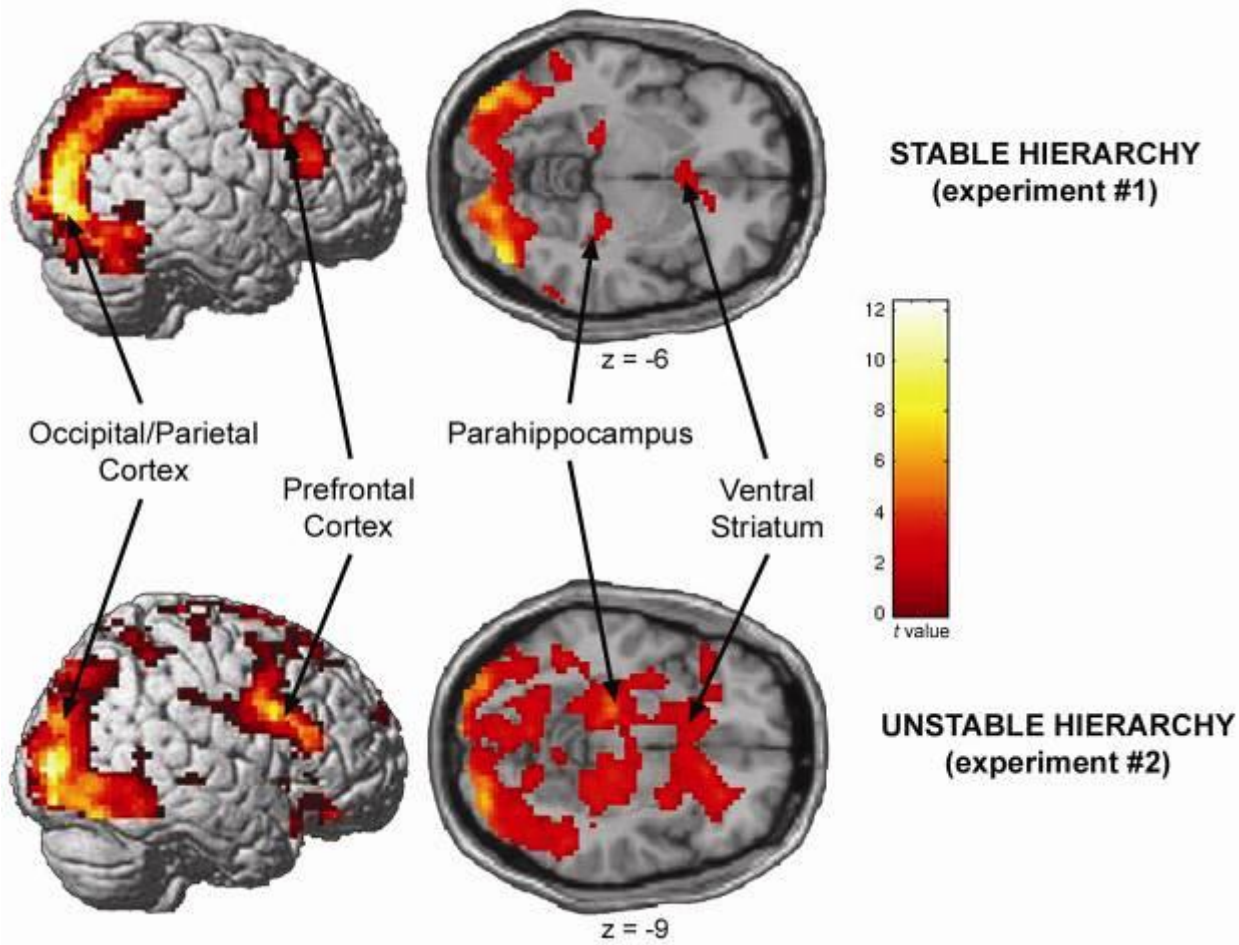 STABLE HIERARCHY
(experiment #1)
z = -6
12
10
8
6
4
2
0
t value
Occipital/Parietal
Cortex
Prefrontal
Cortex
Parahippocampus
Ventral
Striatum
UNSTABLE HIERARCHY
(experiment #2)
z = -9